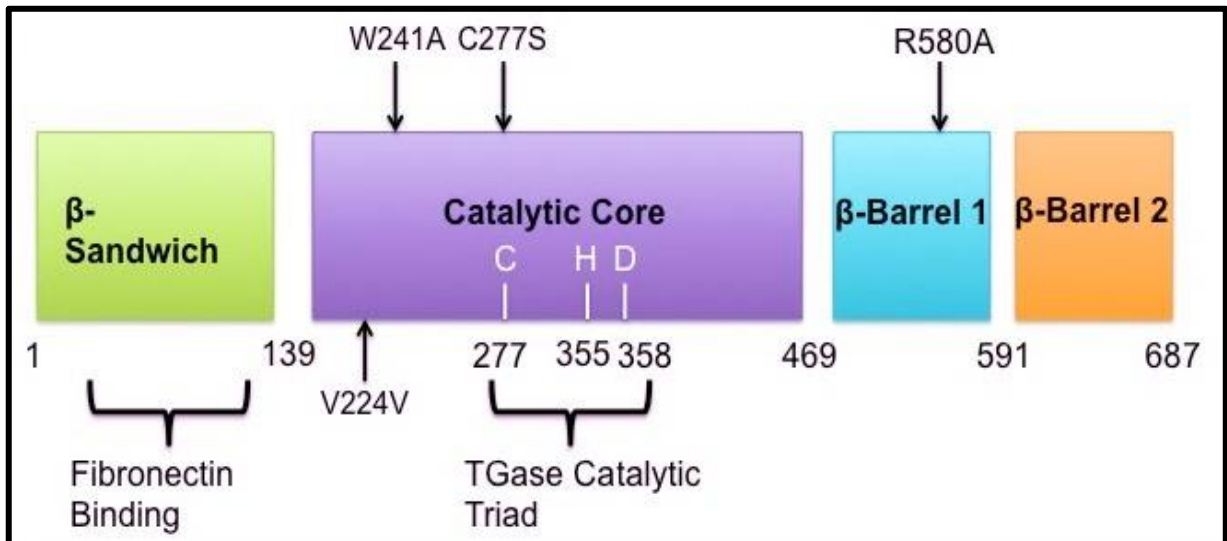 W241A C277S R580A
β-
Sandwich
Catalytic Core
β-Barrel 1
β-Barrel 2
C H D
1 139 277 355 358 469 591 687
V224V
Fibronectin
Binding
TGase Catalytic
Triad